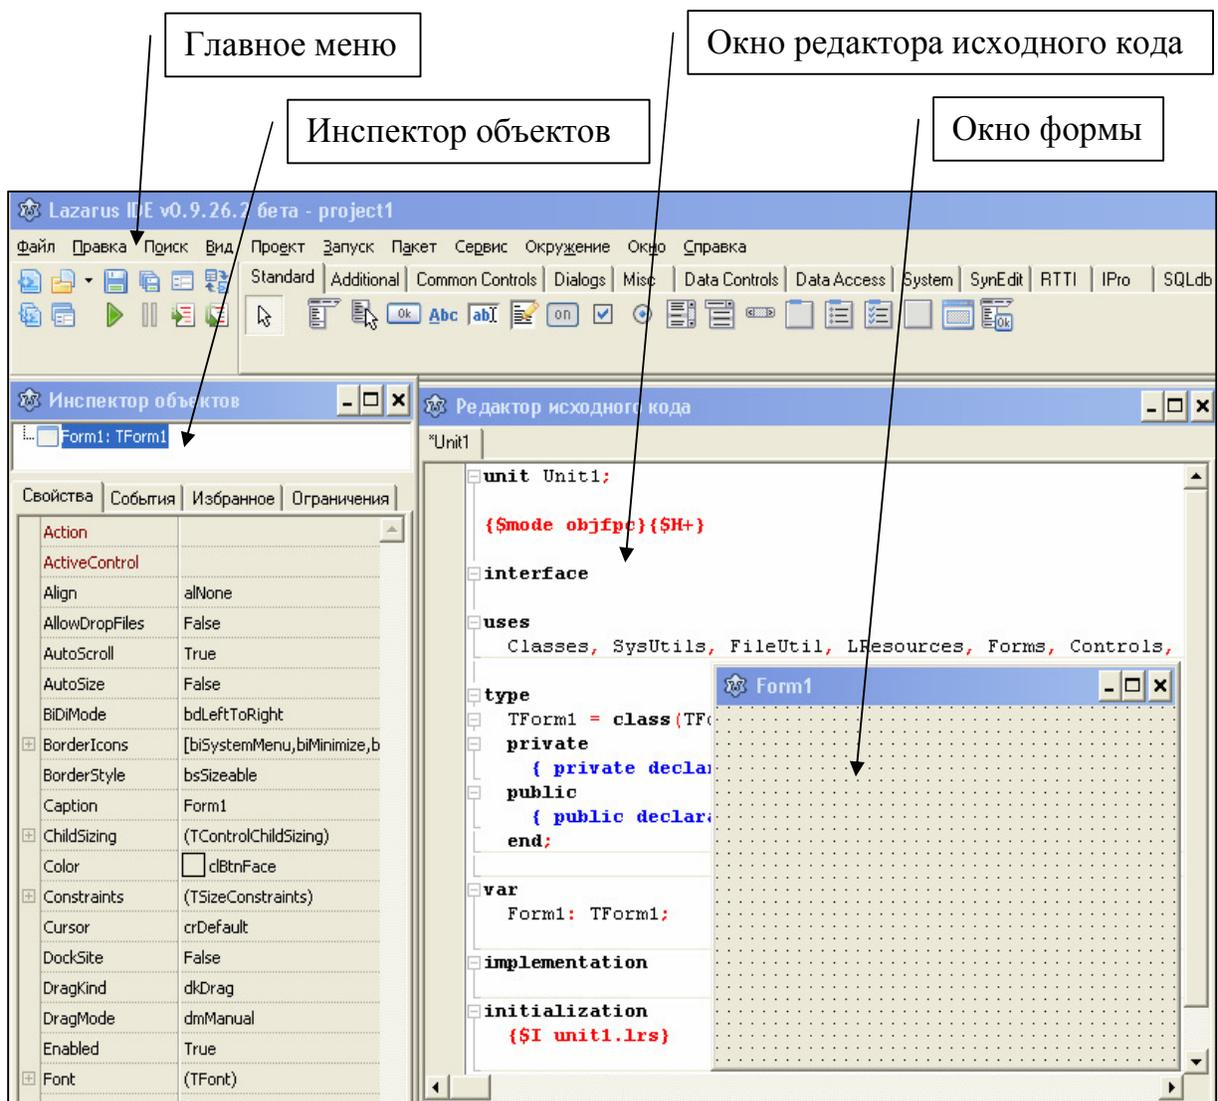 Главное меню
Окно редактора исходного кода
Инспектор объектов
Окно формы
Lazarus IDE v0.9.26.2 бета - project1
Файл Правка Поиск Вид Проект Запуск Пакет Сервис Окружение Окно Справка
Standard Additional Common Controls Dialogs Misc Data Controls Data Access System SynEdit RTTI IPro SQLdb
Ok Abc abI on Ok
Инспектор объектов
Form1: TForm1
Свойства События Избранное Ограничения
Action
ActiveControl
Align alNone
AllowDropFiles False
AutoScroll True
AutoSize False
BiDiMode bdLeftToRight
BorderIcons [biSystemMenu,biMinimize,b
BorderStyle bsSizeable
Caption Form1
ChildSizing (TControlChildSizing)
Color clBtnFace
Constraints (TSizeConstraints)
Cursor crDefault
DockSite False
DragKind dkDrag
DragMode dmManual
Enabled True
Font (TFont)
Редактор исходного кода
*Unit1
unit Unit1;
{$mode objfpc}{$H+}
interface
uses
Classes, SysUtils, FileUtil, LResources, Forms, Controls,
type
TForm1 = class(TFo
private
{ private declar
public
{ public declara
end;
var
Form1: TForm1;
implementation
initialization
{$I unit1.lrs}
Form1